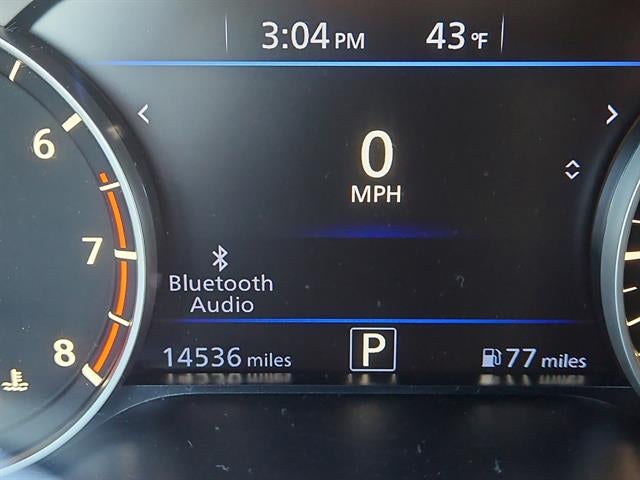 3:04 PM 43 °F
0
MPH
6
7
8
Bluetooth
Audio
14536 miles P 77 miles